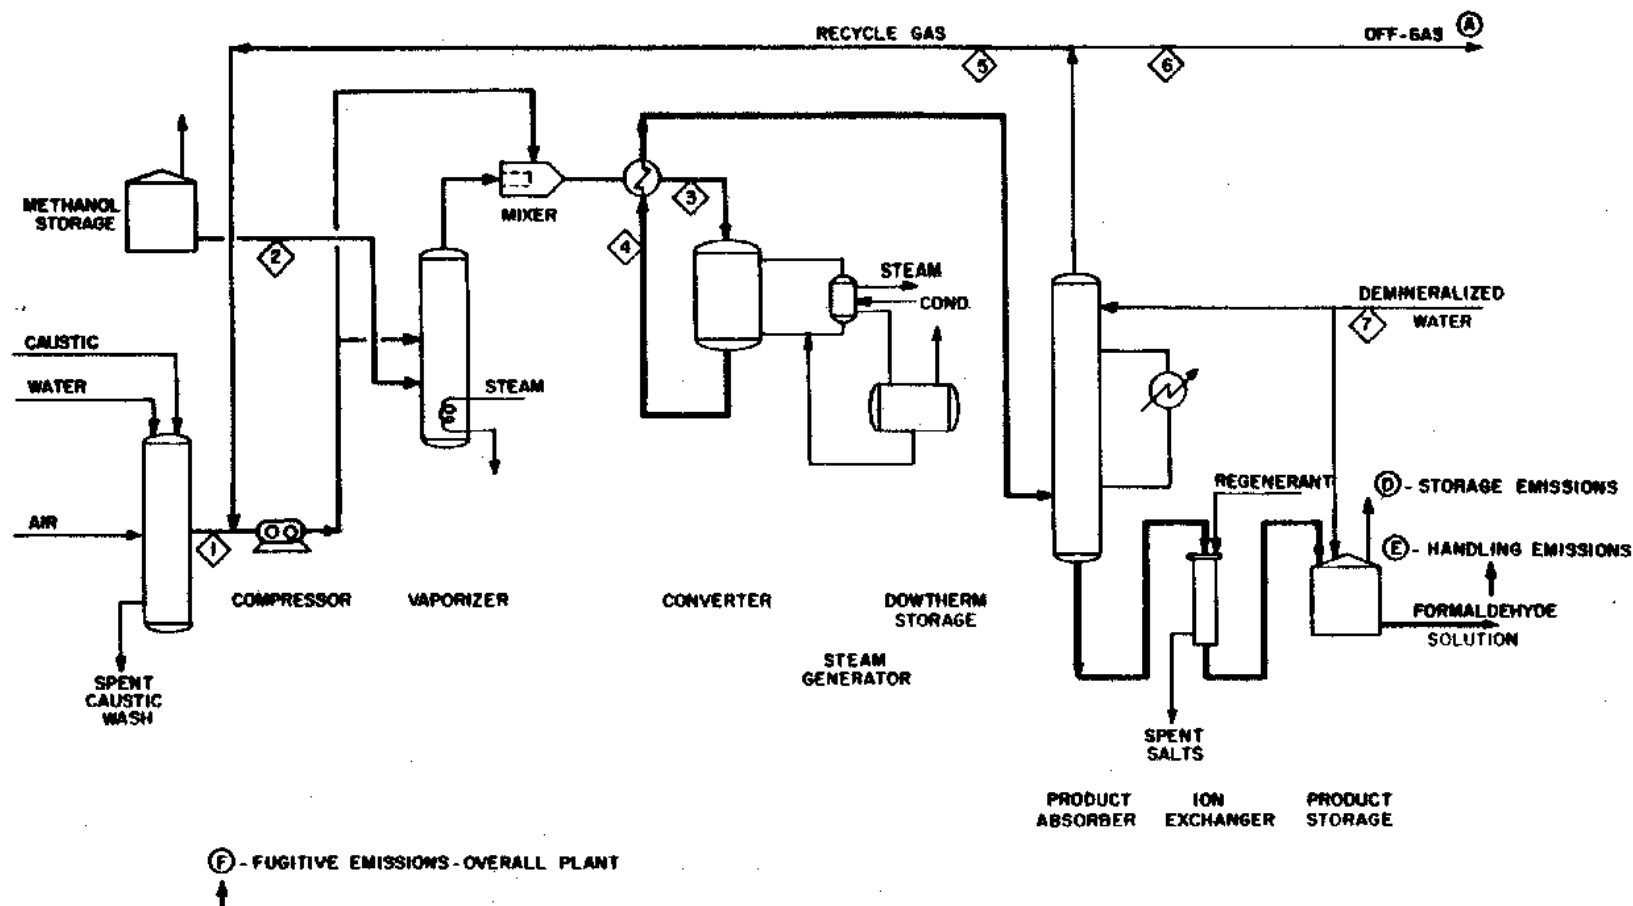 RECYCLE GAS
OFF-GAS A
5
6
METHANOL
STORAGE
MIXER
3
4
2
STEAM
COND.
DEMINERALIZED
WATER
7
CAUSTIC
WATER
STEAM
AIR
1
REGENERANT
D - STORAGE EMISSIONS
E - HANDLING EMISSIONS
COMPRESSOR
VAPORIZER
CONVERTER
DOWTHERM
STORAGE
FORMALDEHYDE
SOLUTION
STEAM
GENERATOR
SPENT
CAUSTIC
WASH
SPENT
SALTS
PRODUCT
ABSORBER
ION
EXCHANGER
PRODUCT
STORAGE
F - FUGITIVE EMISSIONS - OVERALL PLANT